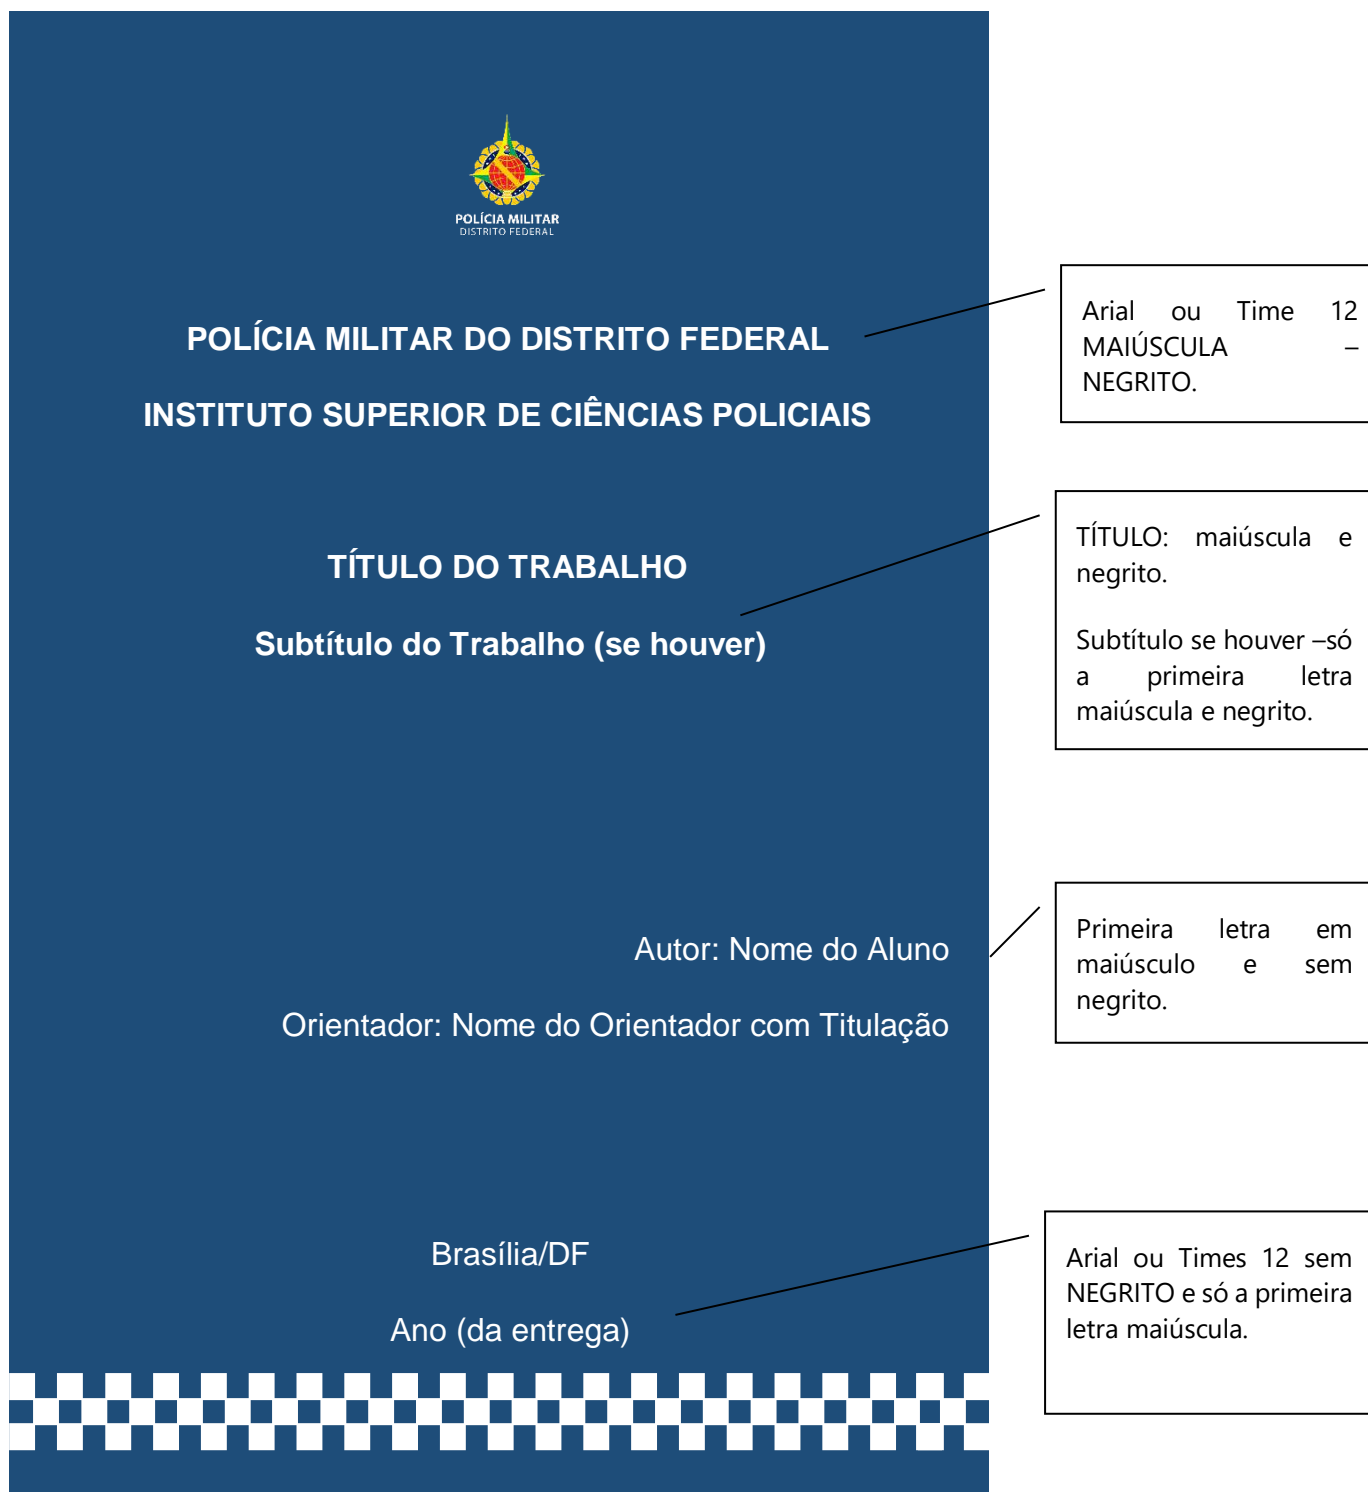 POLÍCIA MILITAR
DISTRITO FEDERAL
POLÍCIA MILITAR DO DISTRITO FEDERAL
INSTITUTO SUPERIOR DE CIÊNCIAS POLICIAIS
TÍTULO DO TRABALHO
Subtítulo do Trabalho (se houver)
Autor: Nome do Aluno
Orientador: Nome do Orientador com Titulação
Brasília/DF
Ano (da entrega)
Arial ou Time 12
MAIÚSCULA –
NEGRITO.
TÍTULO: maiúscula e
negrito.
Subtítulo se houver –só
a primeira letra
maiúscula e negrito.
Primeira letra em
maiúsculo e sem
negrito.
Arial ou Times 12 sem
NEGRITO e só a primeira
letra maiúscula.